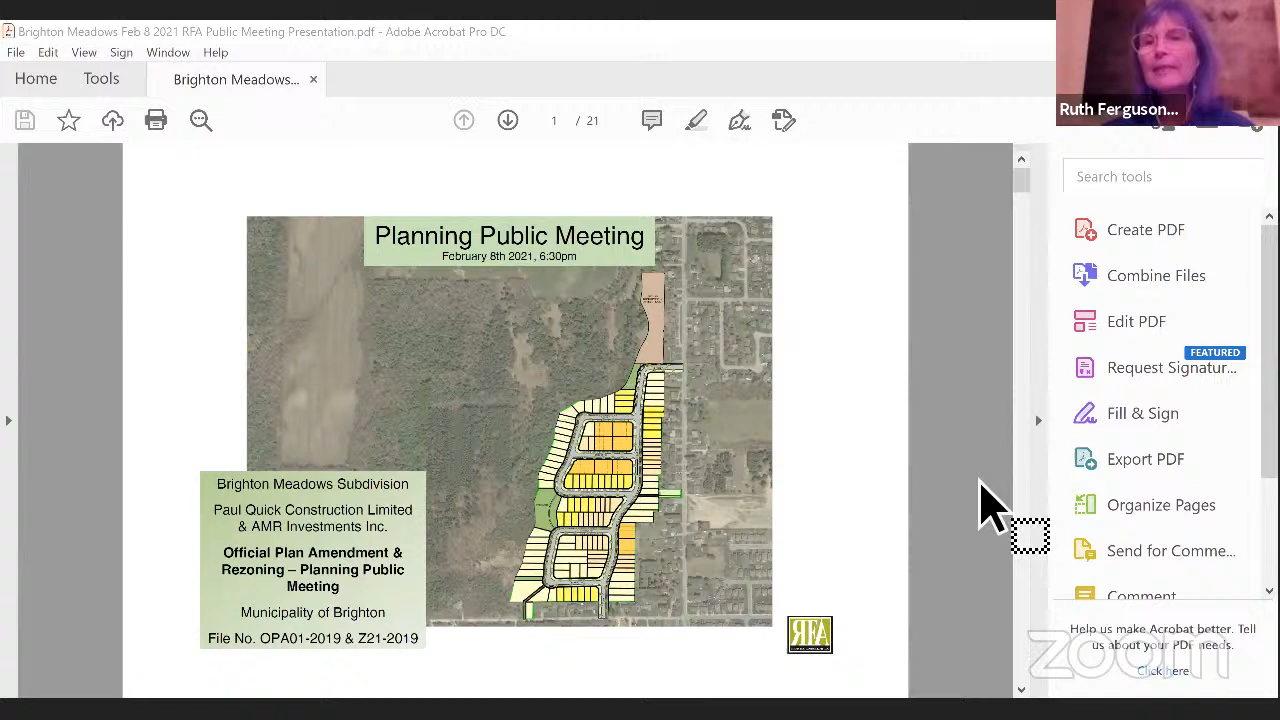 Brighton Meadows Feb 8 2021 RFA Public Meeting Presentation.pdf - Adobe Acrobat Pro DC
File Edit View Sign Window Help
Home Tools Brighton Meadows... ×
1 / 21
Ruth Ferguson...
Search tools
Create PDF
Combine Files
Edit PDF
FEATURED
Request Signatur...
Fill & Sign
Export PDF
Organize Pages
Send for Comme...
Comment
Help us make Acrobat better. Tell
us about your PDF needs.
Click here
zoom
Planning Public Meeting
February 8th 2021, 6:30pm
Brighton Meadows Subdivision
Paul Quick Construction Limited
& AMR Investments Inc.
Official Plan Amendment &
Rezoning – Planning Public
Meeting
Municipality of Brighton
File No. OPA01-2019 & Z21-2019
RFA